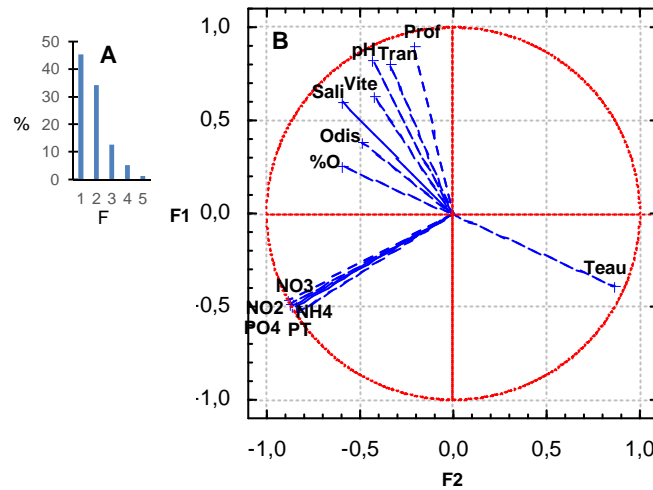 A
50
40
30
%
20
10
0
1 2 3 4 5
F
B
1,0
Prof
pH Tran
Vite
Sali
0,5
Odis
%O
F1
0,0
Teau
NO3
-0,5
NO2 NH4
PO4 PT
-1,0
-1,0 -0,5 0,0 0,5 1,0
F2